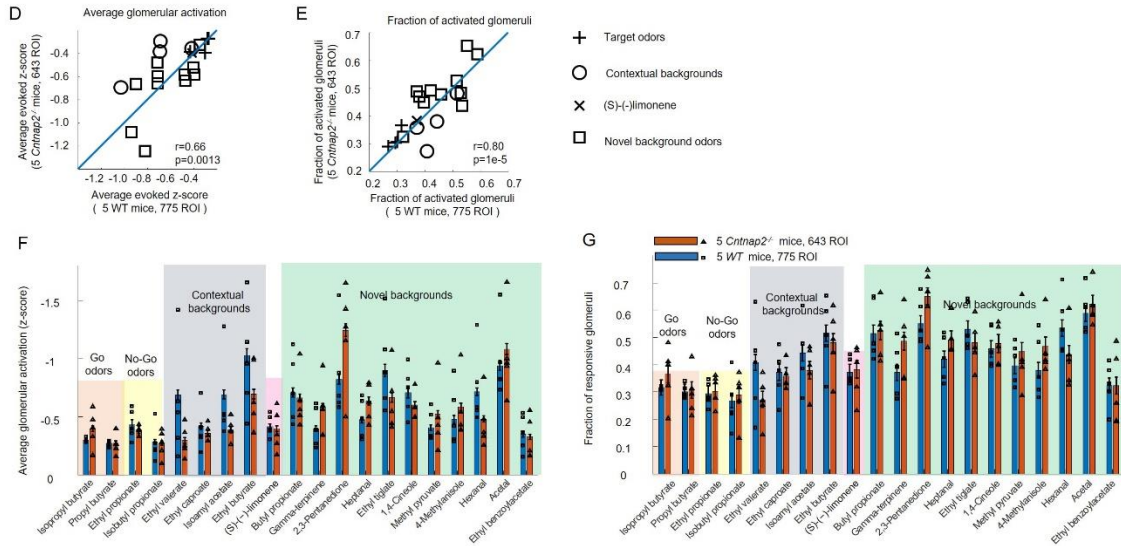 D
Average glomerular activation
Average evoked z-score
(5 Cntnap2-/- mice, 643 ROI)
-0.4
-0.6
-0.8
-1.0
-1.2
r=0.66
p=0.0013
-1.2 -1.0 -0.8 -0.6 -0.4
Average evoked z-score
( 5 WT mice, 775 ROI)
E
Fraction of activated glomeruli
Fraction of activated glomeruli
(5 Cntnap2-/- mice, 643 ROI)
0.7
0.6
0.5
0.4
0.3
0.2
r=0.80
p=1e-5
0.2 0.3 0.4 0.5 0.6 0.7
Fraction of activated glomeruli
( 5 WT mice, 775 ROI)
Target odors
Contextual backgrounds
(S)-(-)limonene
Novel background odors
F
Average glomerular activation (z-score)
-1.5
-1
-0.5
0
Go
odors
No-Go
odors
Contextual
backgrounds
Novel backgrounds
Isopropyl butyrate
Propyl butyrate
Ethyl propionate
Isobutyl propionate
Ethyl valerate
Ethyl caproate
Isoamyl acetate
Ethyl butyrate
(S)-(-)-limonene
Butyl propionate
Gamma-terpinene
2,3-Pentanedione
Heptanal
Ethyl tiglate
1,4-Cineole
Methyl pyruvate
4-Methylanisole
Hexanal
Acetal
Ethyl benzoylacetate
G
5 Cntnap2-/- mice, 643 ROI
5 WT mice, 775 ROI
Fraction of responsive glomeruli
0.7
0.6
0.5
0.4
0.3
0.2
0.1
0
Go
odors
No-Go
odors
Contextual
backgrounds
Novel backgrounds
Isopropyl butyrate
Propyl butyrate
Ethyl propionate
Isobutyl propionate
Ethyl valerate
Ethyl caproate
Isoamyl acetate
Ethyl butyrate
(S)-(-)-limonene
Butyl propionate
Gamma-terpinene
2,3-Pentanedione
Heptanal
Ethyl tiglate
1,4-Cineole
Methyl pyruvate
4-Methylanisole
Hexanal
Acetal
Ethyl benzoylacetate